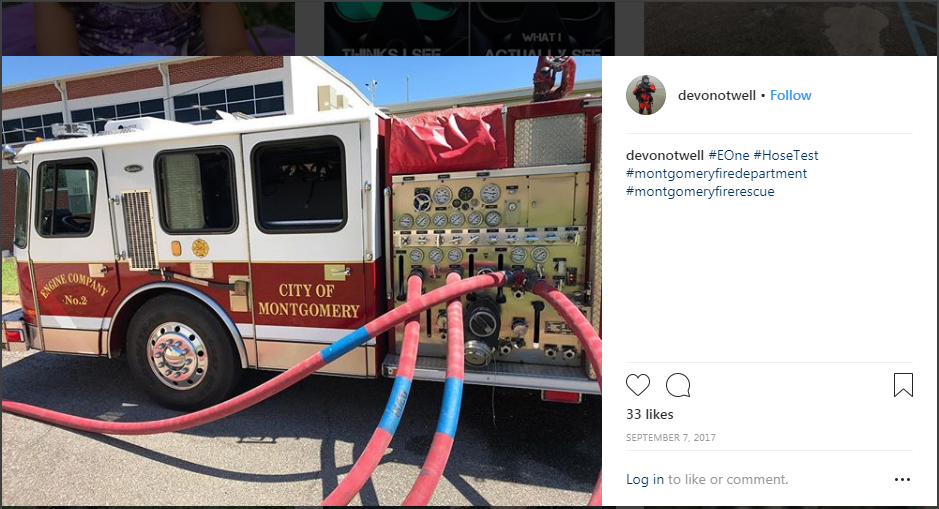 THINKS I SEE
WHAT I
ACTUALLY SEE
ENGINE COMPANY
No.2
CITY OF
MONTGOMERY
devonotwell • Follow
devonotwell #EOne #HoseTest
#montgomeryfiredepartment
#montgomeryfirerescue
33 likes
SEPTEMBER 7, 2017
Log in to like or comment.